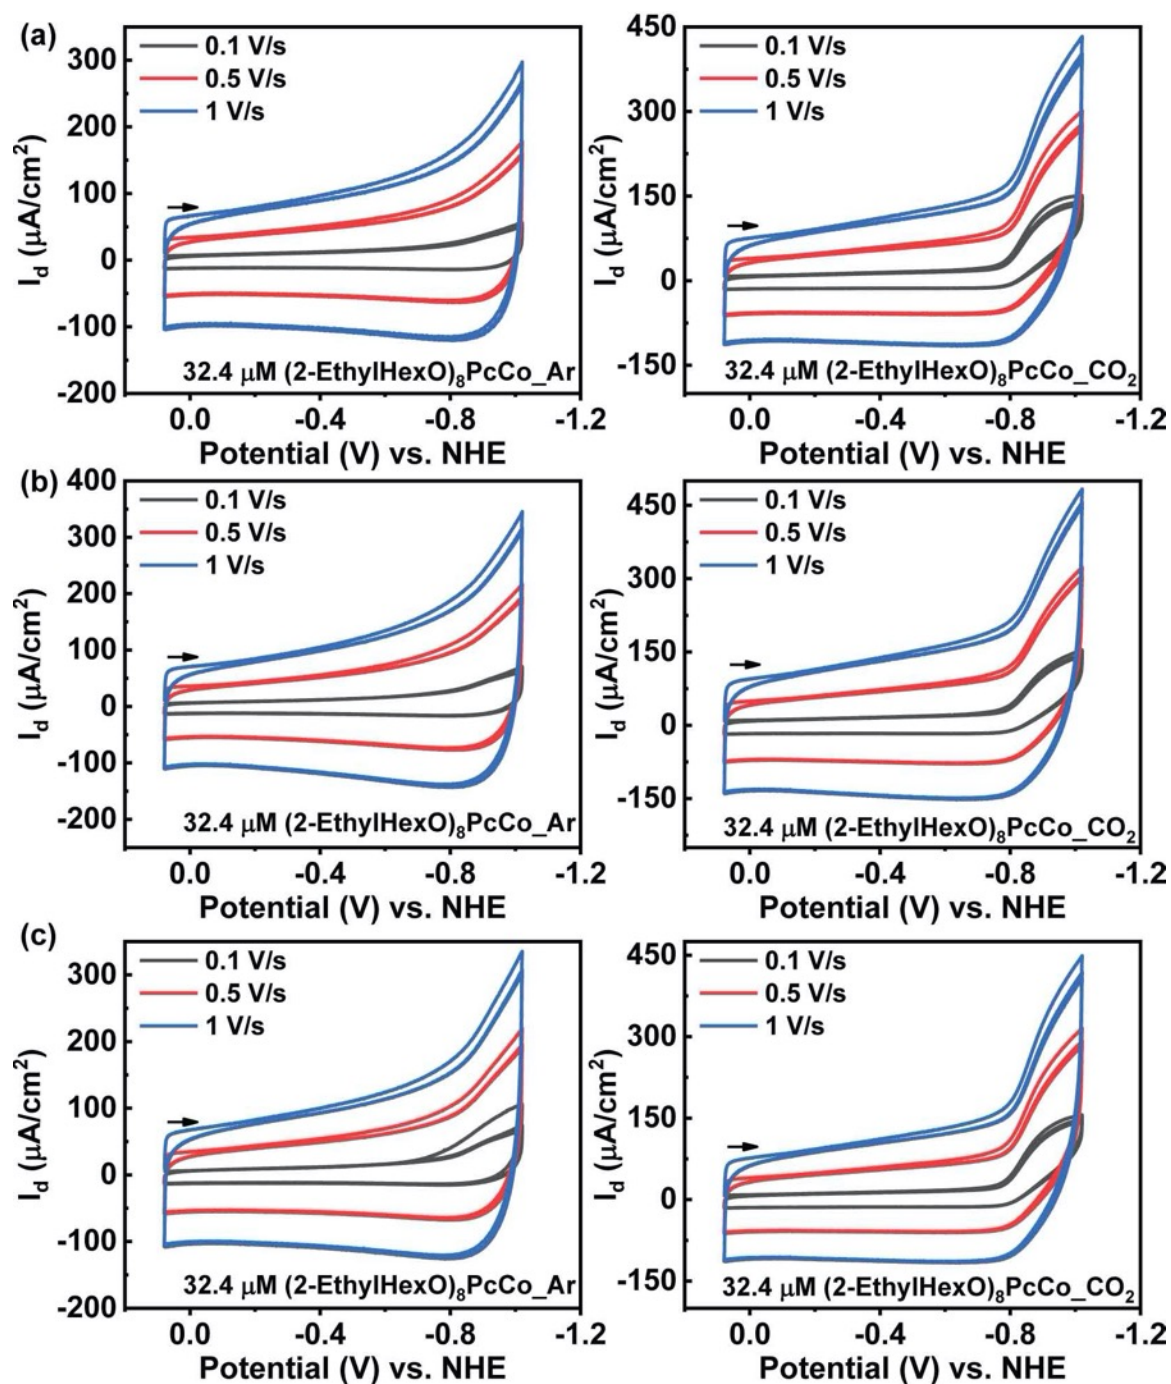 (a)
0.1 V/s
0.5 V/s
1 V/s
300
200
100
0
-100
-200
I_d (μA/cm²)
32.4 μM (2-EthylHexO)₈PcCo_Ar
0.0 -0.4 -0.8 -1.2
Potential (V) vs. NHE
0.1 V/s
0.5 V/s
1 V/s
450
300
150
0
-150
I_d (μA/cm²)
32.4 μM (2-EthylHexO)₈PcCo_CO₂
0.0 -0.4 -0.8 -1.2
Potential (V) vs. NHE
(b)
0.1 V/s
0.5 V/s
1 V/s
400
300
200
100
0
-100
-200
I_d (μA/cm²)
32.4 μM (2-EthylHexO)₈PcCo_Ar
0.0 -0.4 -0.8 -1.2
Potential (V) vs. NHE
0.1 V/s
0.5 V/s
1 V/s
450
300
150
0
-150
I_d (μA/cm²)
32.4 μM (2-EthylHexO)₈PcCo_CO₂
0.0 -0.4 -0.8 -1.2
Potential (V) vs. NHE
(c)
0.1 V/s
0.5 V/s
1 V/s
300
200
100
0
-100
-200
I_d (μA/cm²)
32.4 μM (2-EthylHexO)₈PcCo_Ar
0.0 -0.4 -0.8 -1.2
Potential (V) vs. NHE
0.1 V/s
0.5 V/s
1 V/s
450
300
150
0
-150
I_d (μA/cm²)
32.4 μM (2-EthylHexO)₈PcCo_CO₂
0.0 -0.4 -0.8 -1.2
Potential (V) vs. NHE